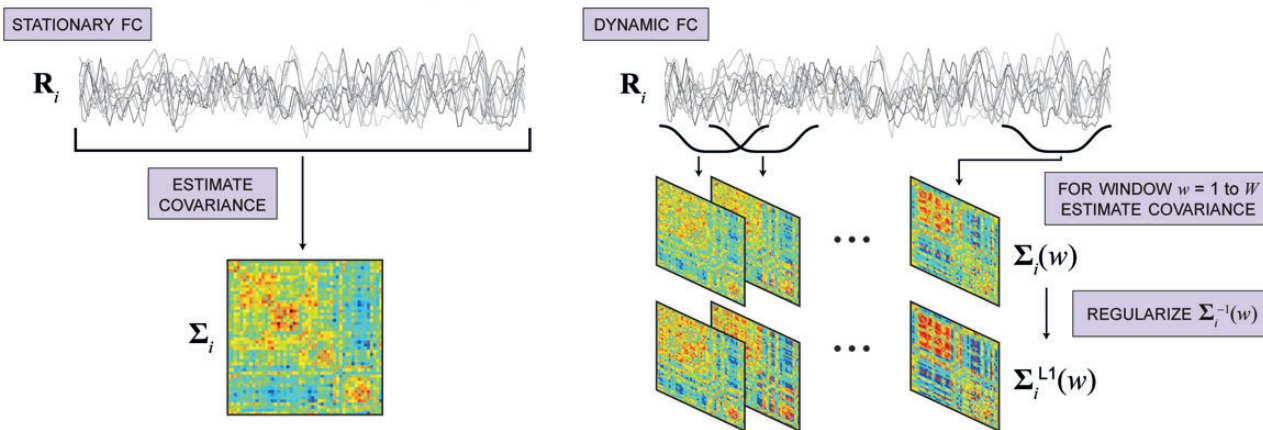 STATIONARY FC
R_i
ESTIMATE
COVARIANCE
Σ_i
DYNAMIC FC
R_i
FOR WINDOW w = 1 to W
ESTIMATE COVARIANCE
Σ_i(w)
REGULARIZE Σ_i^{-1}(w)
Σ_i^{L1}(w)